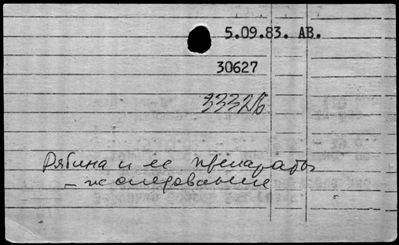 5.09.83. АВ.
30627
33326
Рябина и ее препараты
– исследование